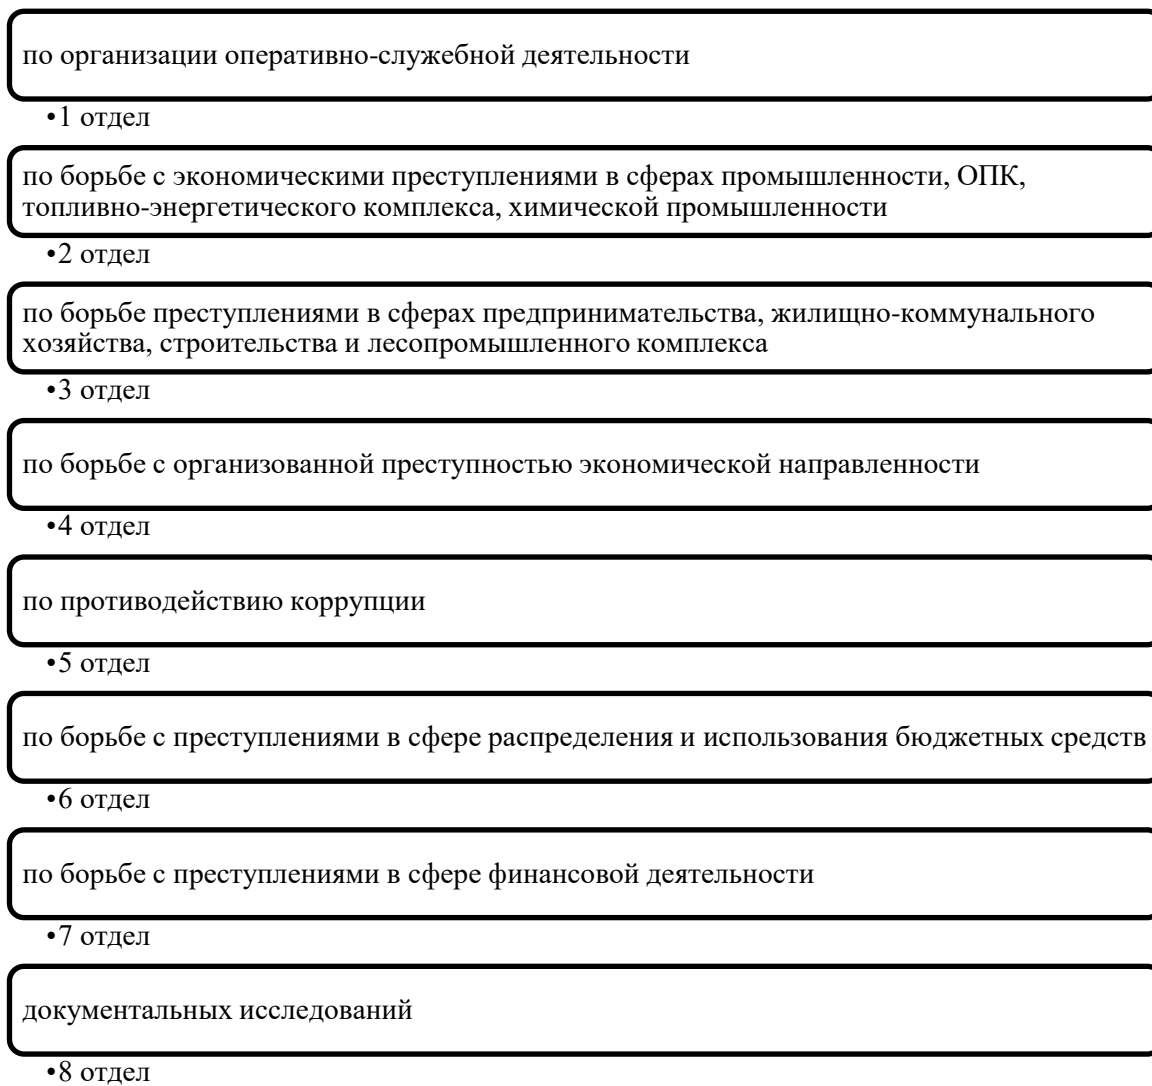 по организации оперативно-служебной деятельности
•1 отдел
по борьбе с экономическими преступлениями в сферах промышленности, ОПК,
топливно-энергетического комплекса, химической промышленности
•2 отдел
по борьбе преступлениями в сферах предпринимательства, жилищно-коммунального
хозяйства, строительства и лесопромышленного комплекса
•3 отдел
по борьбе с организованной преступностью экономической направленности
•4 отдел
по противодействию коррупции
•5 отдел
по борьбе с преступлениями в сфере распределения и использования бюджетных средств
•6 отдел
по борьбе с преступлениями в сфере финансовой деятельности
•7 отдел
документальных исследований
•8 отдел